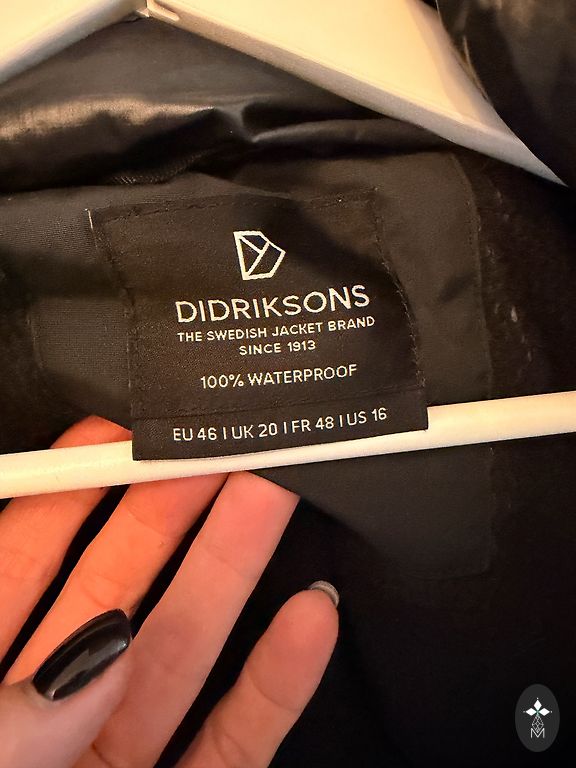 DIDRIKSONS
THE SWEDISH JACKET BRAND
SINCE 1913
100% WATERPROOF
EU 46 I UK 20 I FR 48 I US 16
M